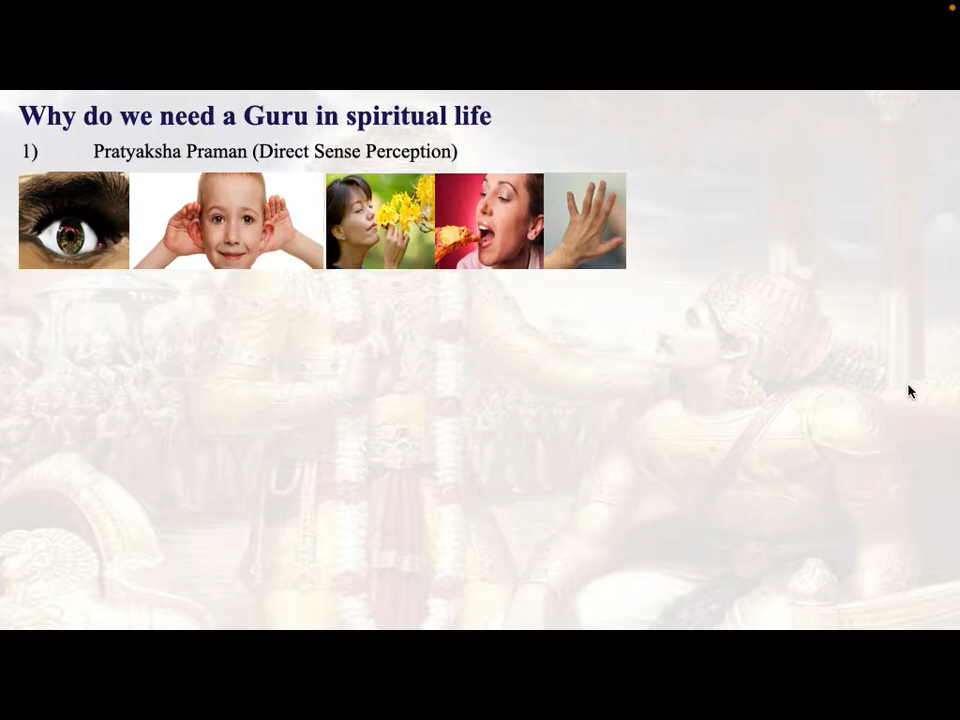 Why do we need a Guru in spiritual life
1) Pratyaksha Praman (Direct Sense Perception)